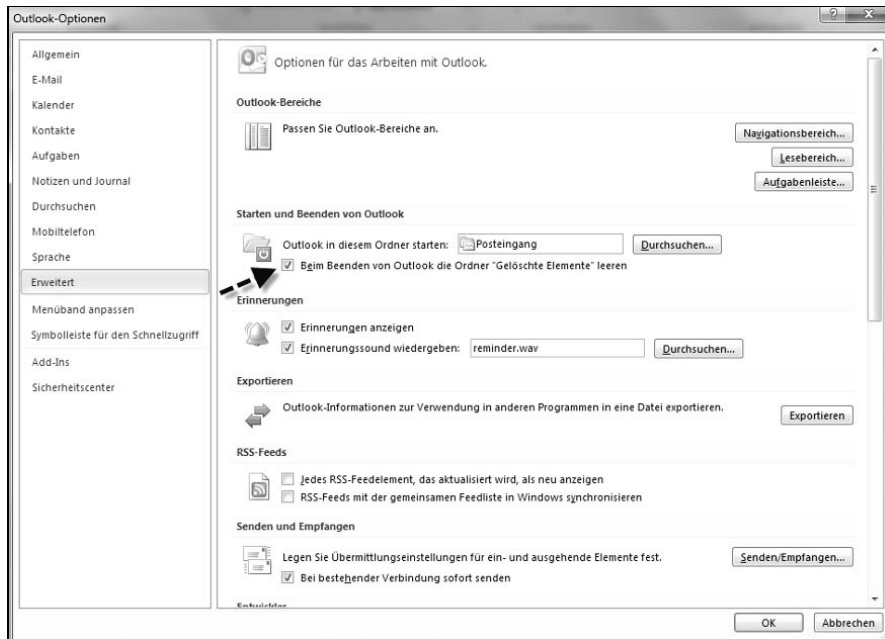 Outlook-Optionen
Allgemein
E-Mail
Kalender
Kontakte
Aufgaben
Notizen und Journal
Durchsuchen
Mobiltelefon
Sprache
Erweitert
Menüband anpassen
Symbolleiste für den Schnellzugriff
Add-Ins
Sicherheitscenter
Optionen für das Arbeiten mit Outlook.
Outlook-Bereiche
Passen Sie Outlook-Bereiche an.
Navigationsbereich...
Lesebereich...
Aufgabenleiste...
Starten und Beenden von Outlook
Outlook in diesem Ordner starten: Posteingang Durchsuchen...
Beim Beenden von Outlook die Ordner "Gelöschte Elemente" leeren
Erinnerungen
Erinnerungen anzeigen
Erinnerungssound wiedergeben: reminder.wav Durchsuchen...
Exportieren
Outlook-Informationen zur Verwendung in anderen Programmen in eine Datei exportieren. Exportieren
RSS-Feeds
Jedes RSS-Feedelement, das aktualisiert wird, als neu anzeigen
RSS-Feeds mit der gemeinsamen Feedliste in Windows synchronisieren
Senden und Empfangen
Legen Sie Übermittlungseinstellungen für ein- und ausgehende Elemente fest. Senden/Empfangen...
Bei bestehender Verbindung sofort senden
Entwickler
OK Abbrechen